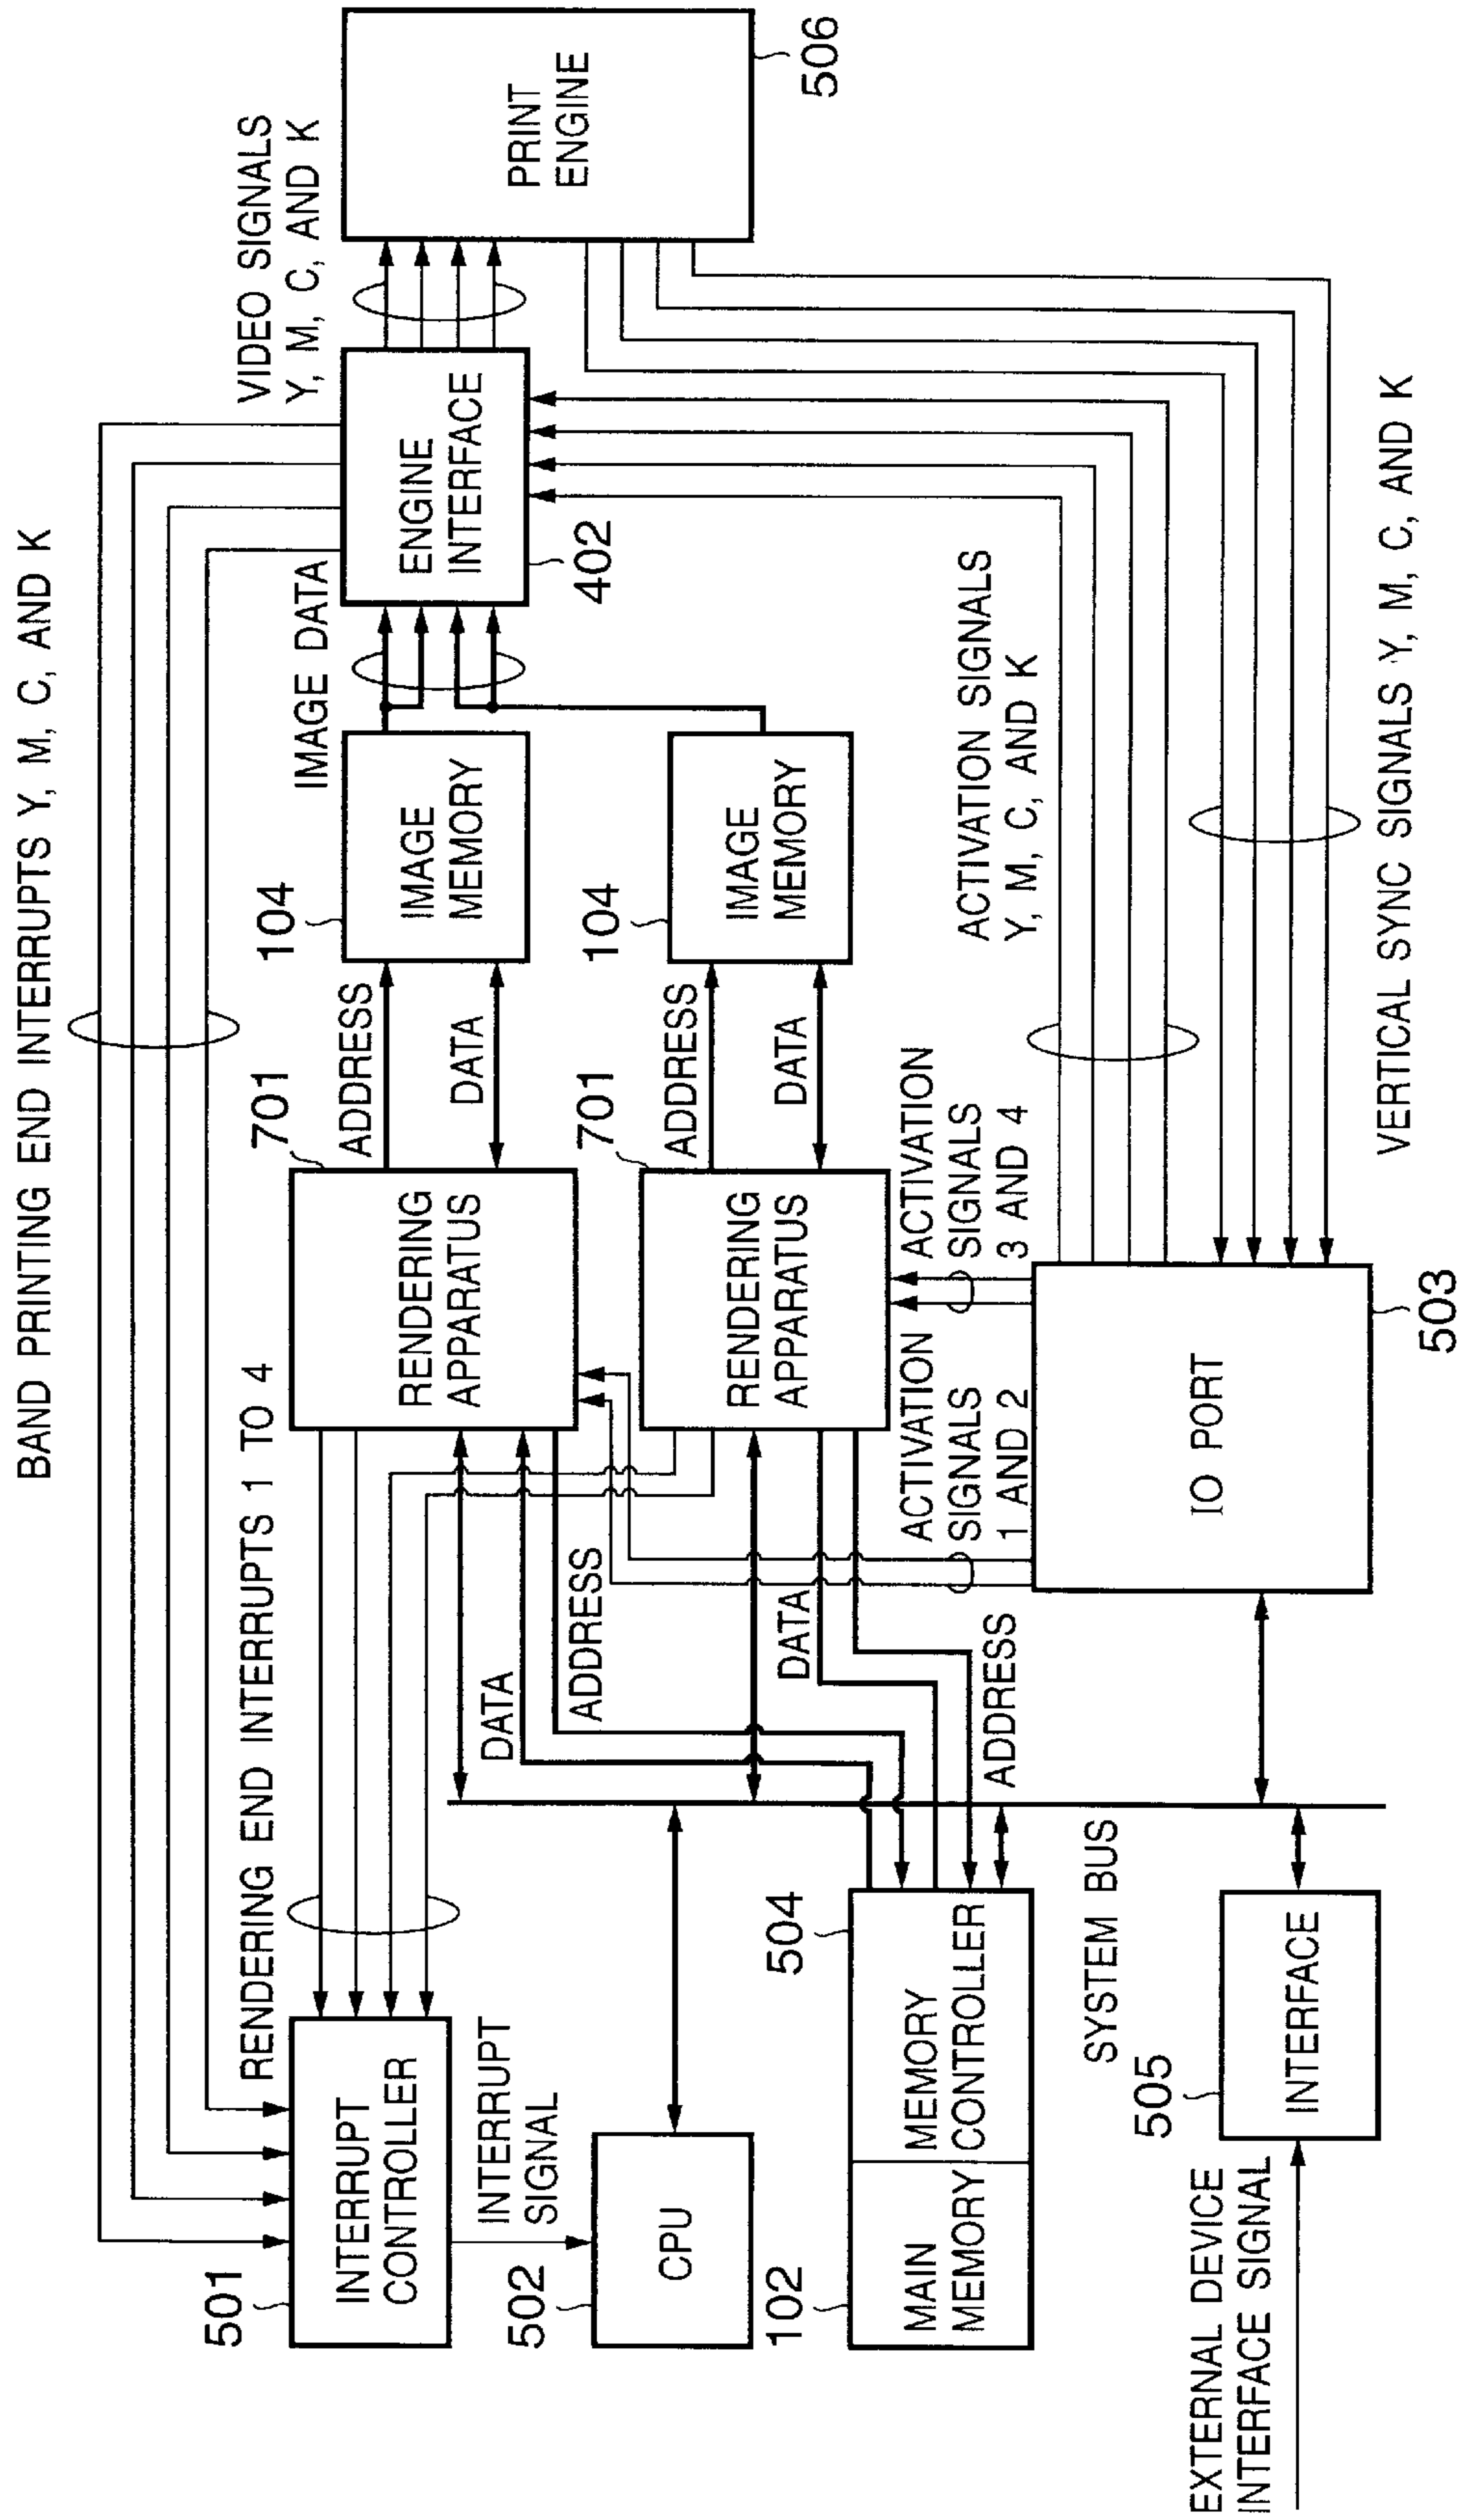 BAND PRINTING END INTERRUPTS Y, M, C, AND K
RENDERING END INTERRUPTS 1 TO 4
VIDEO SIGNALS
Y, M, C, AND K
IMAGE DATA
501
INTERRUPT
CONTROLLER
INTERRUPT
SIGNAL
701
RENDERING
APPARATUS
ADDRESS
DATA
104
IMAGE
MEMORY
ENGINE
INTERFACE
402
PRINT
ENGINE
506
502
CPU
DATA
ADDRESS
701
RENDERING
APPARATUS
ADDRESS
DATA
104
IMAGE
MEMORY
102
MAIN
MEMORY
504
MEMORY
CONTROLLER
DATA
ADDRESS
ACTIVATION
SIGNALS
1 AND 2
ACTIVATION
SIGNALS
3 AND 4
ACTIVATION SIGNALS
Y, M, C, AND K
SYSTEM BUS
IO PORT
503
EXTERNAL DEVICE
INTERFACE SIGNAL
505
INTERFACE
VERTICAL SYNC SIGNALS Y, M, C, AND K